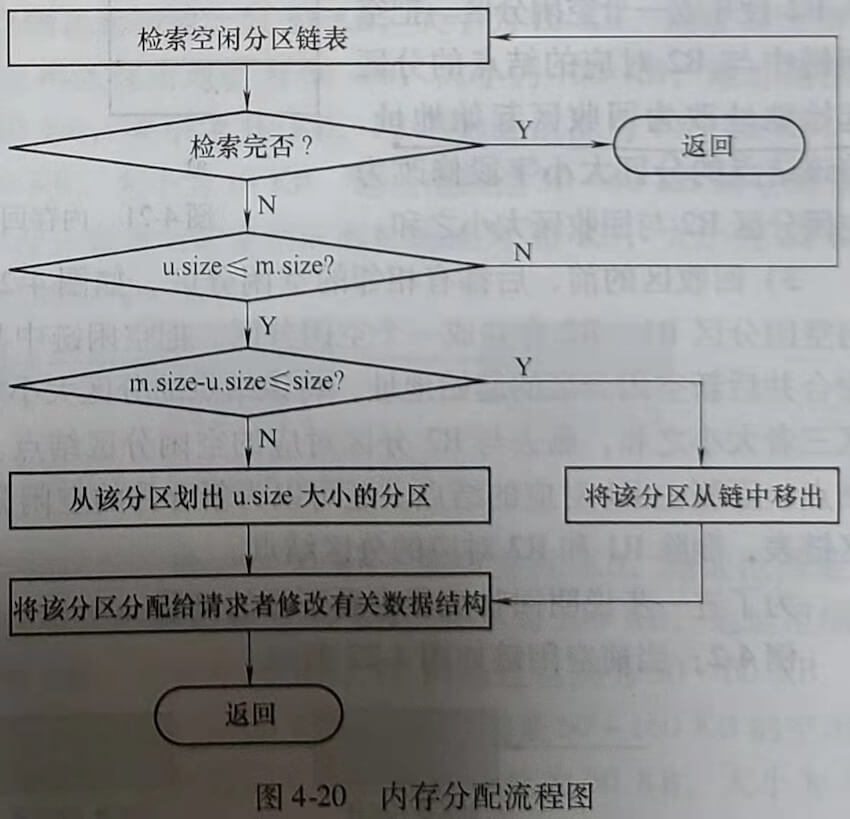 检索空闲分区链表
检索完否？
Y
返回
N
u.size≤m.size?
N
Y
m.size-u.size≤size?
Y
N
从该分区划出 u.size 大小的分区
将该分区从链中移出
将该分区分配给请求者修改有关数据结构
返回
图 4-20 内存分配流程图